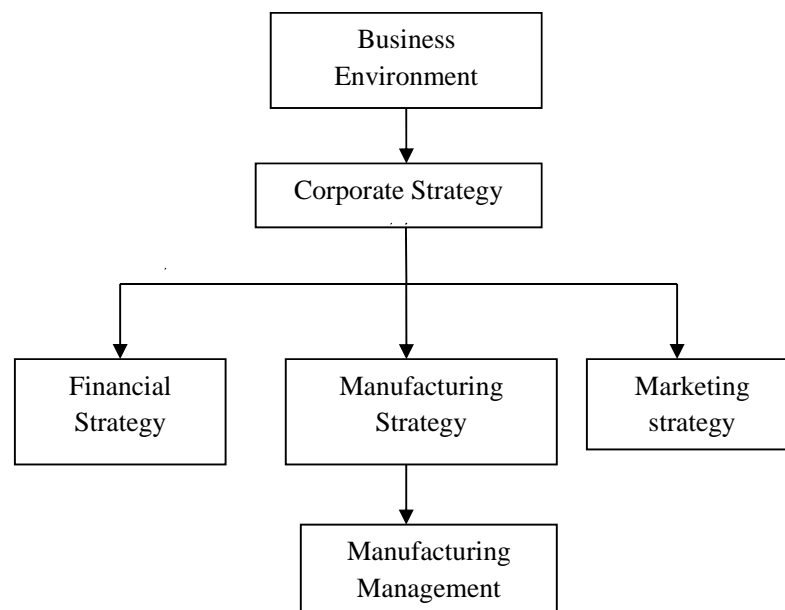 Business
Environment
Corporate Strategy
Financial
Strategy
Manufacturing
Strategy
Marketing
strategy
Manufacturing
Management